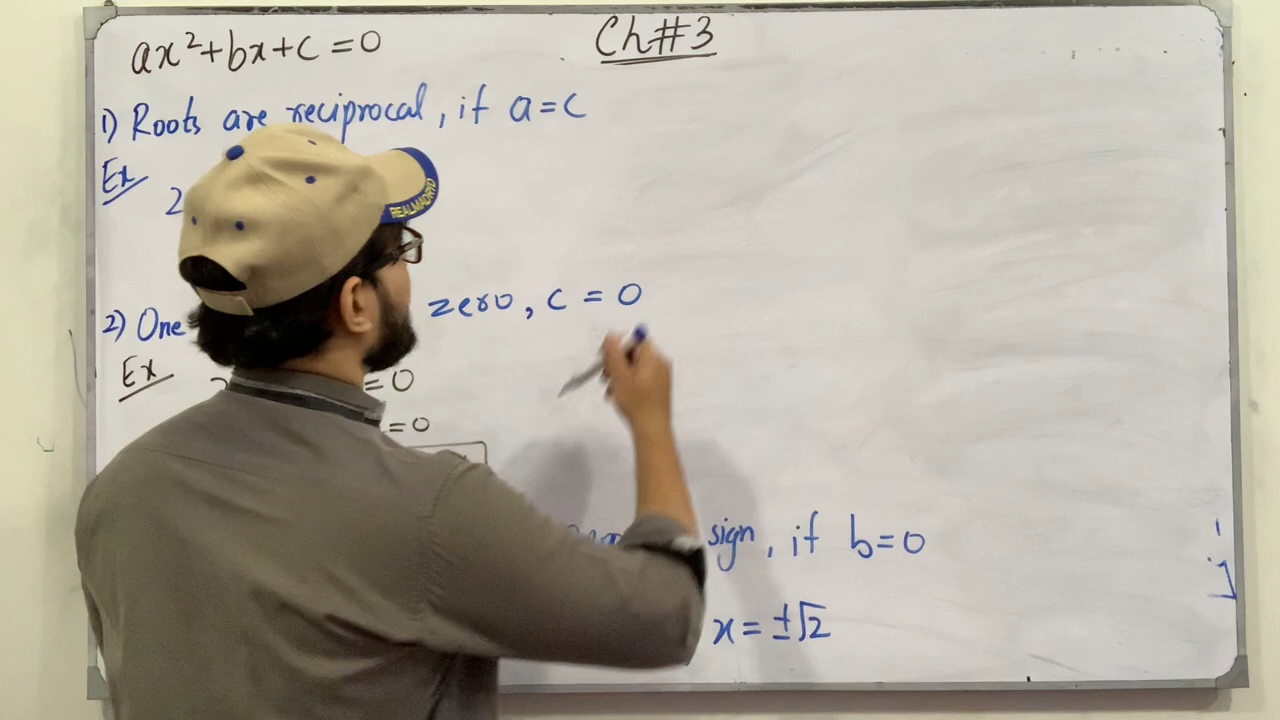 Ch#3
ax²+bx+c=0
1) Roots are reciprocal, if a=c
Ex
2
REALMADRID
2) One zero, c = 0
Ex
=0
=0
sign, if b=0
x=±√2